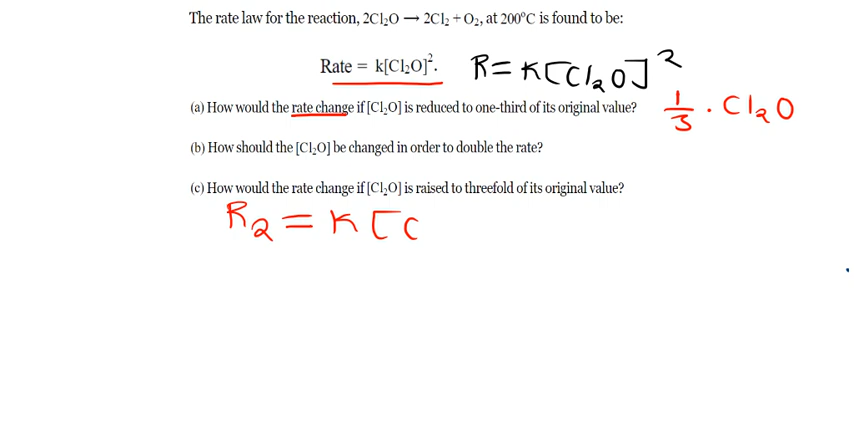 The rate law for the reaction, 2Cl₂O → 2Cl₂ + O₂, at 200°C is found to be:
Rate = k[Cl₂O]². R = K[Cl₂O]²
(a) How would the rate change if [Cl₂O] is reduced to one-third of its original value? 1/3 · Cl₂O
(b) How should the [Cl₂O] be changed in order to double the rate?
(c) How would the rate change if [Cl₂O] is raised to threefold of its original value?
R₂ = K [C